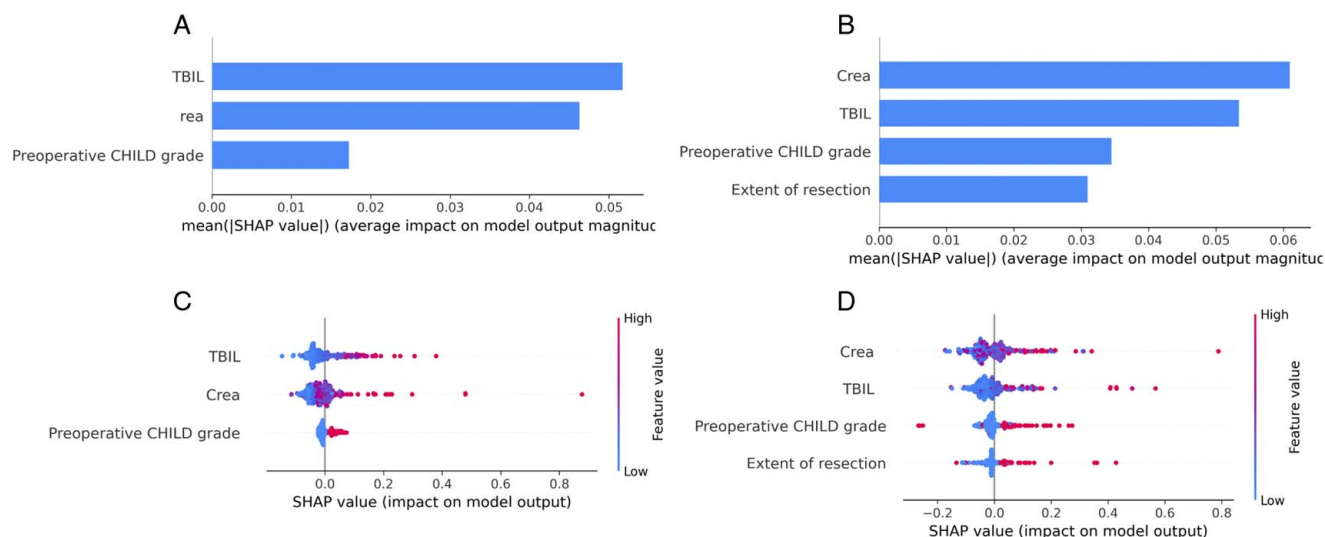 A
TBIL
rea
Preoperative CHILD grade
0.00 0.01 0.02 0.03 0.04 0.05
mean(|SHAP value|) (average impact on model output magnituc
B
Crea
TBIL
Preoperative CHILD grade
Extent of resection
0.00 0.01 0.02 0.03 0.04 0.05 0.06
mean(|SHAP value|) (average impact on model output magnituc
C
High
TBIL
Crea
Preoperative CHILD grade
Feature value
Low
0.0 0.2 0.4 0.6 0.8
SHAP value (impact on model output)
D
High
Crea
TBIL
Preoperative CHILD grade
Extent of resection
Feature value
Low
−0.2 0.0 0.2 0.4 0.6 0.8
SHAP value (impact on model output)